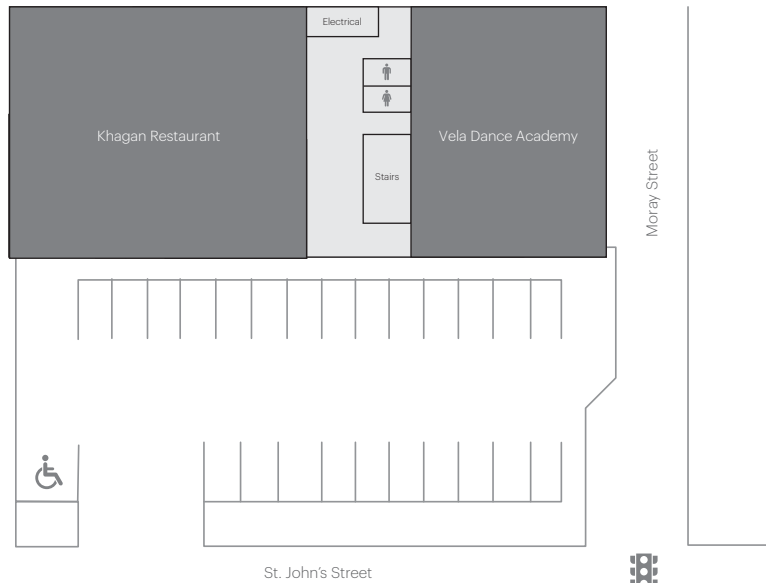 Electrical
Khagan Restaurant
Vela Dance Academy
Stairs
Moray Street
St. John's Street